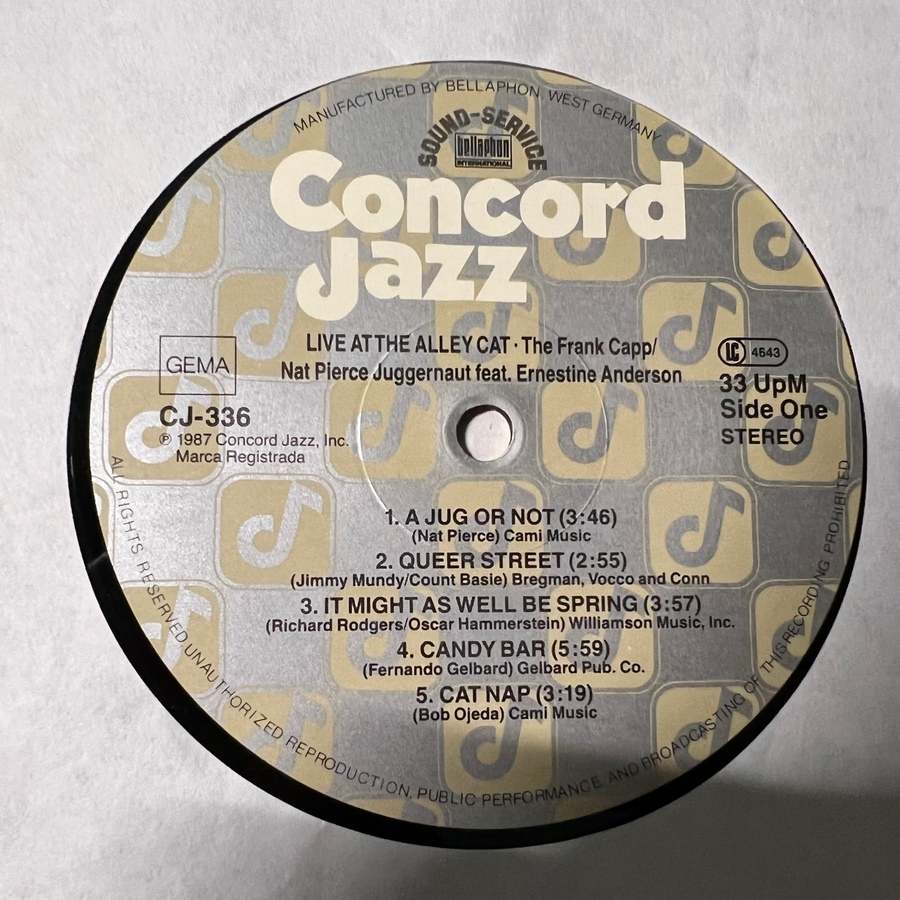 MANUFACTURED BY BELLAPHON, WEST GERMANY
SOUND-SERVICE
bellaphon
INTERNATIONAL
Concord
Jazz
LIVE AT THE ALLEY CAT · The Frank Capp/
Nat Pierce Juggernaut feat. Ernestine Anderson
GEMA
CJ-336
℗ 1987 Concord Jazz, Inc.
Marca Registrada
LC 4643
33 UpM
Side One
STEREO
1. A JUG OR NOT (3:46)
(Nat Pierce) Cami Music
2. QUEER STREET (2:55)
(Jimmy Mundy/Count Basie) Bregman, Vocco and Conn
3. IT MIGHT AS WELL BE SPRING (3:57)
(Richard Rodgers/Oscar Hammerstein) Williamson Music, Inc.
4. CANDY BAR (5:59)
(Fernando Gelbard) Gelbard Pub. Co.
5. CAT NAP (3:19)
(Bob Ojeda) Cami Music
ALL RIGHTS RESERVED UNAUTHORIZED REPRODUCTION, PUBLIC PERFORMANCE, AND BROADCASTING OF THIS RECORDING PROHIBITED